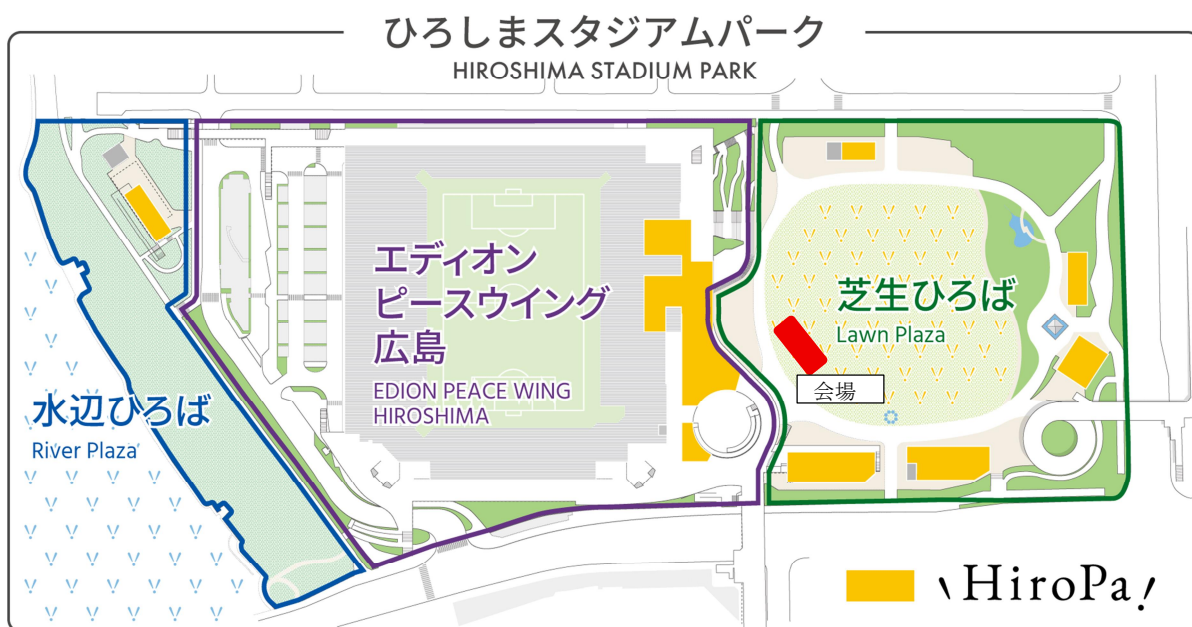 ひろしまスタジアムパーク
HIROSHIMA STADIUM PARK
エディオン
ピースウイング
広島
EDION PEACE WING
HIROSHIMA
芝生ひろば
Lawn Plaza
会場
水辺ひろば
River Plaza
HiroPa!